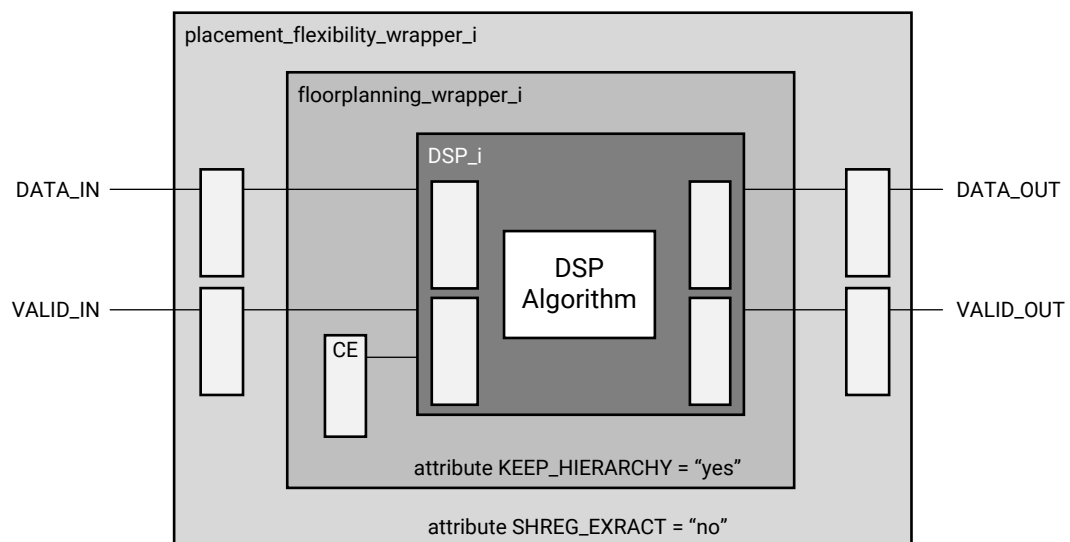 placement_flexibility_wrapper_i
floorplanning_wrapper_i
DSP_i
DATA_IN
DATA_OUT
DSP
Algorithm
VALID_IN
VALID_OUT
CE
attribute KEEP_HIERARCHY = “yes”
attribute SHREG_EXRACT = “no”